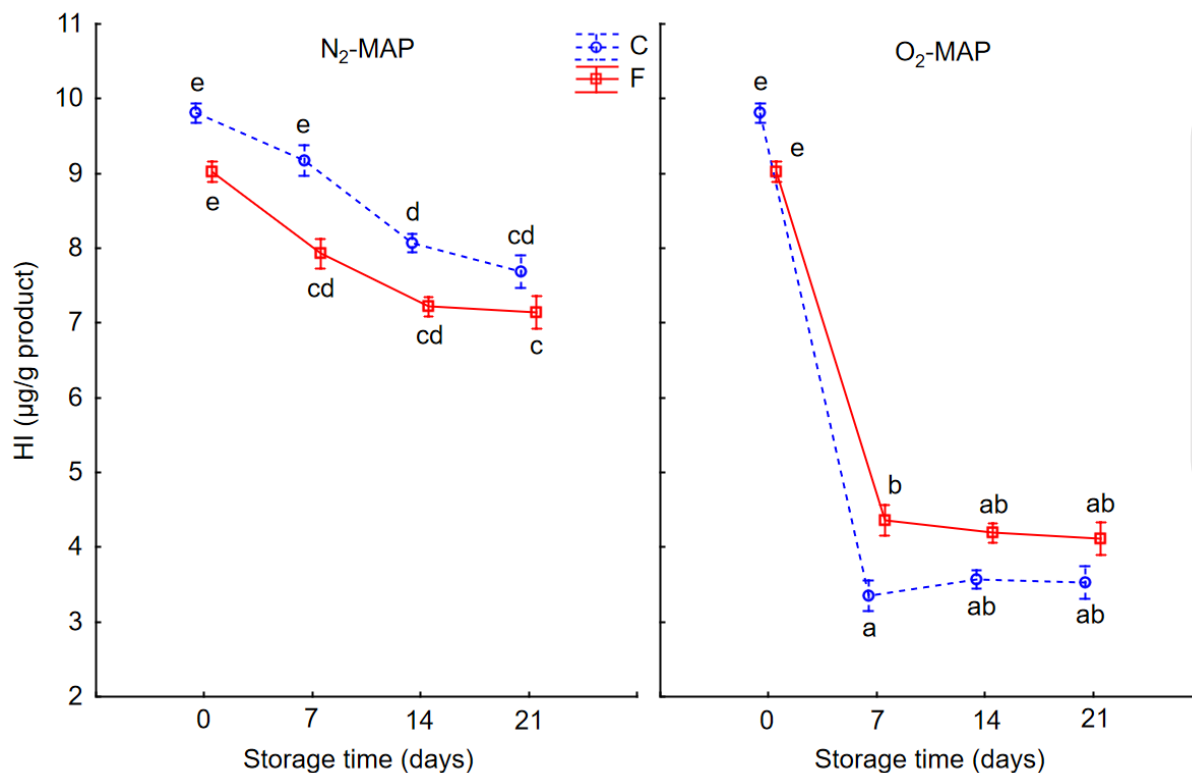 N₂-MAP
C
F
O₂-MAP
HI (µg/g product)
11
10
9
8
7
6
5
4
3
2
e
e
d
cd
e
cd
cd
c
e
e
b
ab
ab
a
ab
ab
0 7 14 21
0 7 14 21
Storage time (days)
Storage time (days)